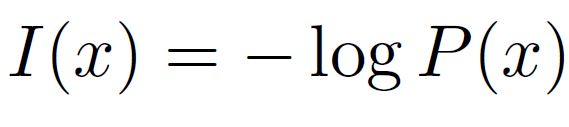 I(x) = − log P(x)